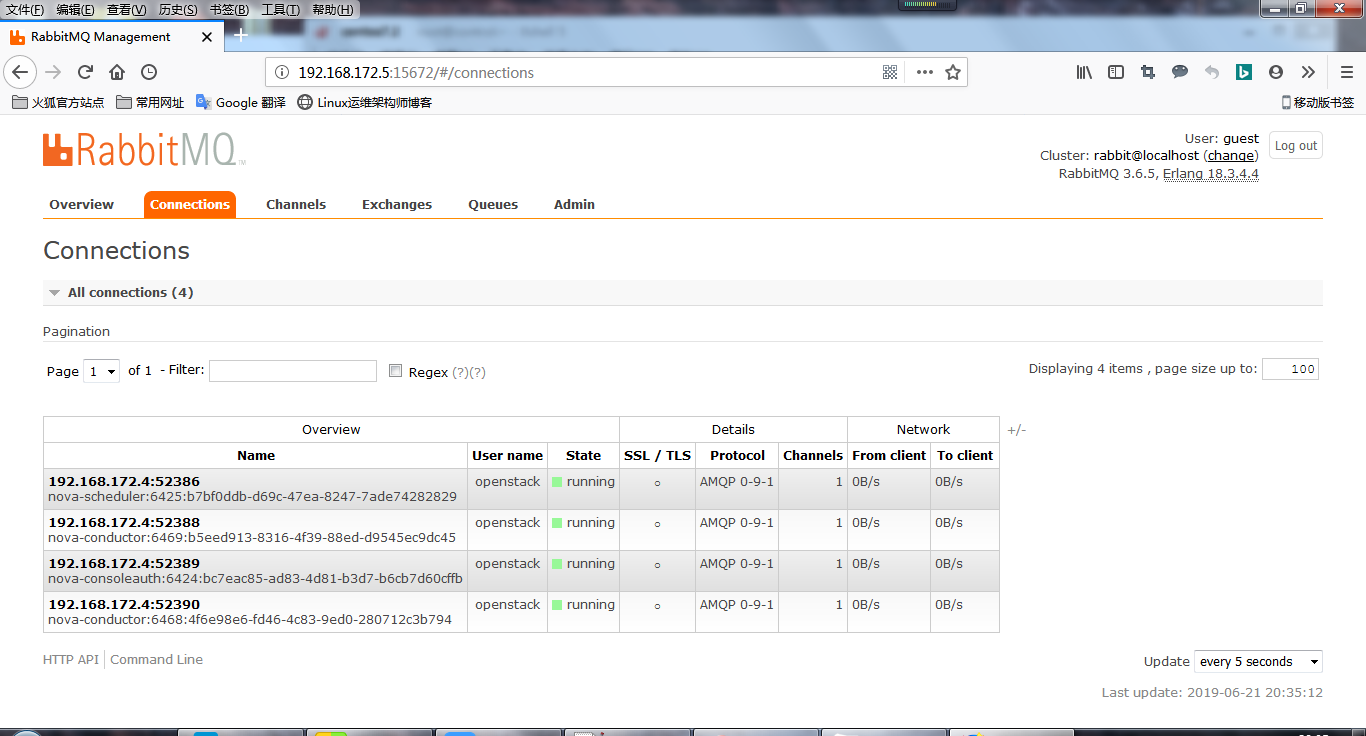 文件(F) 编辑(E) 查看(V) 历史(S) 书签(B) 工具(T) 帮助(H)
RabbitMQ Management
192.168.172.5:15672/#/connections
火狐官方站点 常用网址 Google 翻译 Linux运维架构师博客 移动版书签
RabbitMQ™
User: guest
Log out
Cluster: rabbit@localhost (change)
RabbitMQ 3.6.5, Erlang 18.3.4.4
Overview Connections Channels Exchanges Queues Admin
Connections
All connections (4)
Pagination
Page 1 of 1 - Filter: Regex (?)(?) Displaying 4 items , page size up to: 100
Overview Details Network +/-
Name User name State SSL / TLS Protocol Channels From client To client
192.168.172.4:52386
nova-scheduler:6425:b7bf0ddb-d69c-47ea-8247-7ade74282829 openstack running ○ AMQP 0-9-1 1 0B/s 0B/s
192.168.172.4:52388
nova-conductor:6469:b5eed913-8316-4f39-88ed-d9545ec9dc45 openstack running ○ AMQP 0-9-1 1 0B/s 0B/s
192.168.172.4:52389
nova-consoleauth:6424:bc7eac85-ad83-4d81-b3d7-b6cb7d60cffb openstack running ○ AMQP 0-9-1 1 0B/s 0B/s
192.168.172.4:52390
nova-conductor:6468:4f6e98e6-fd46-4c83-9ed0-280712c3b794 openstack running ○ AMQP 0-9-1 1 0B/s 0B/s
HTTP API Command Line
Update every 5 seconds
Last update: 2019-06-21 20:35:12